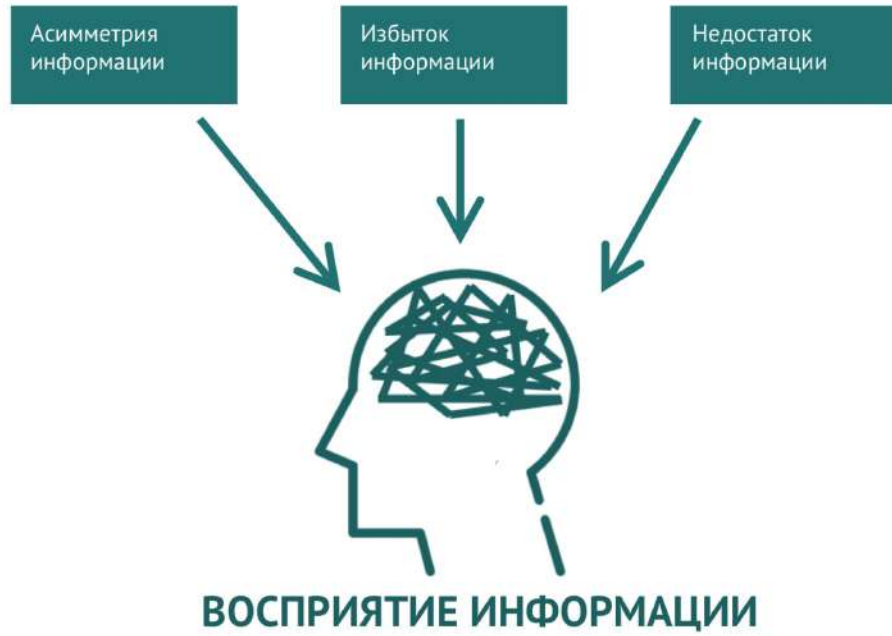 Асимметрия
информации
Избыток
информации
Недостаток
информации
ВОСПРИЯТИЕ ИНФОРМАЦИИ